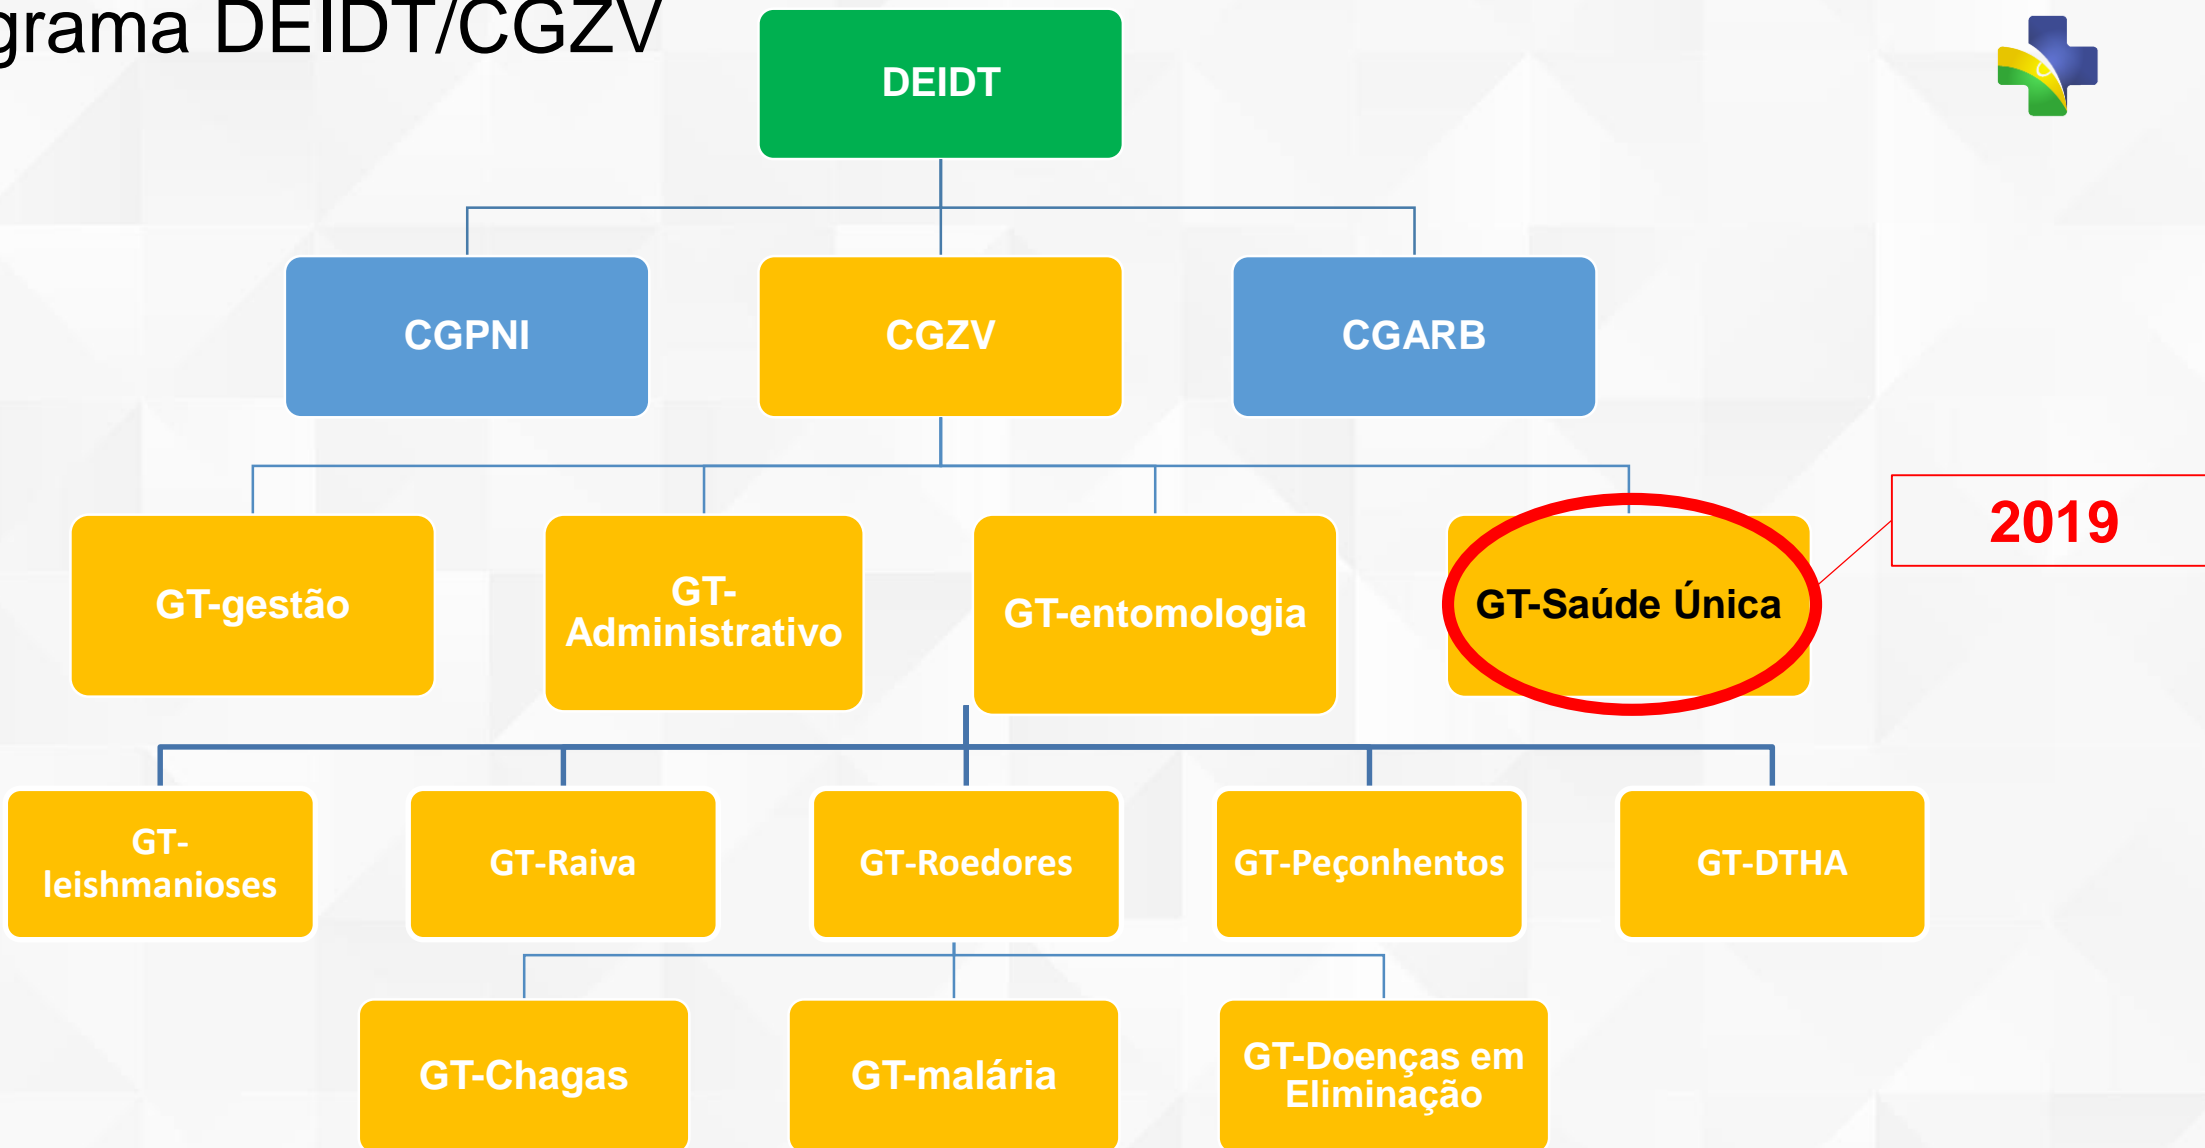 grama DEIDT/CGZV
DEIDT
CGPNI
CGZV
CGARB
2019
GT-gestão
GT-
Administrativo
GT-entomologia
GT-Saúde Única
GT-
leishmanioses
GT-Raiva
GT-Roedores
GT-Peçonhentos
GT-DTHA
GT-Chagas
GT-malária
GT-Doenças em
Eliminação